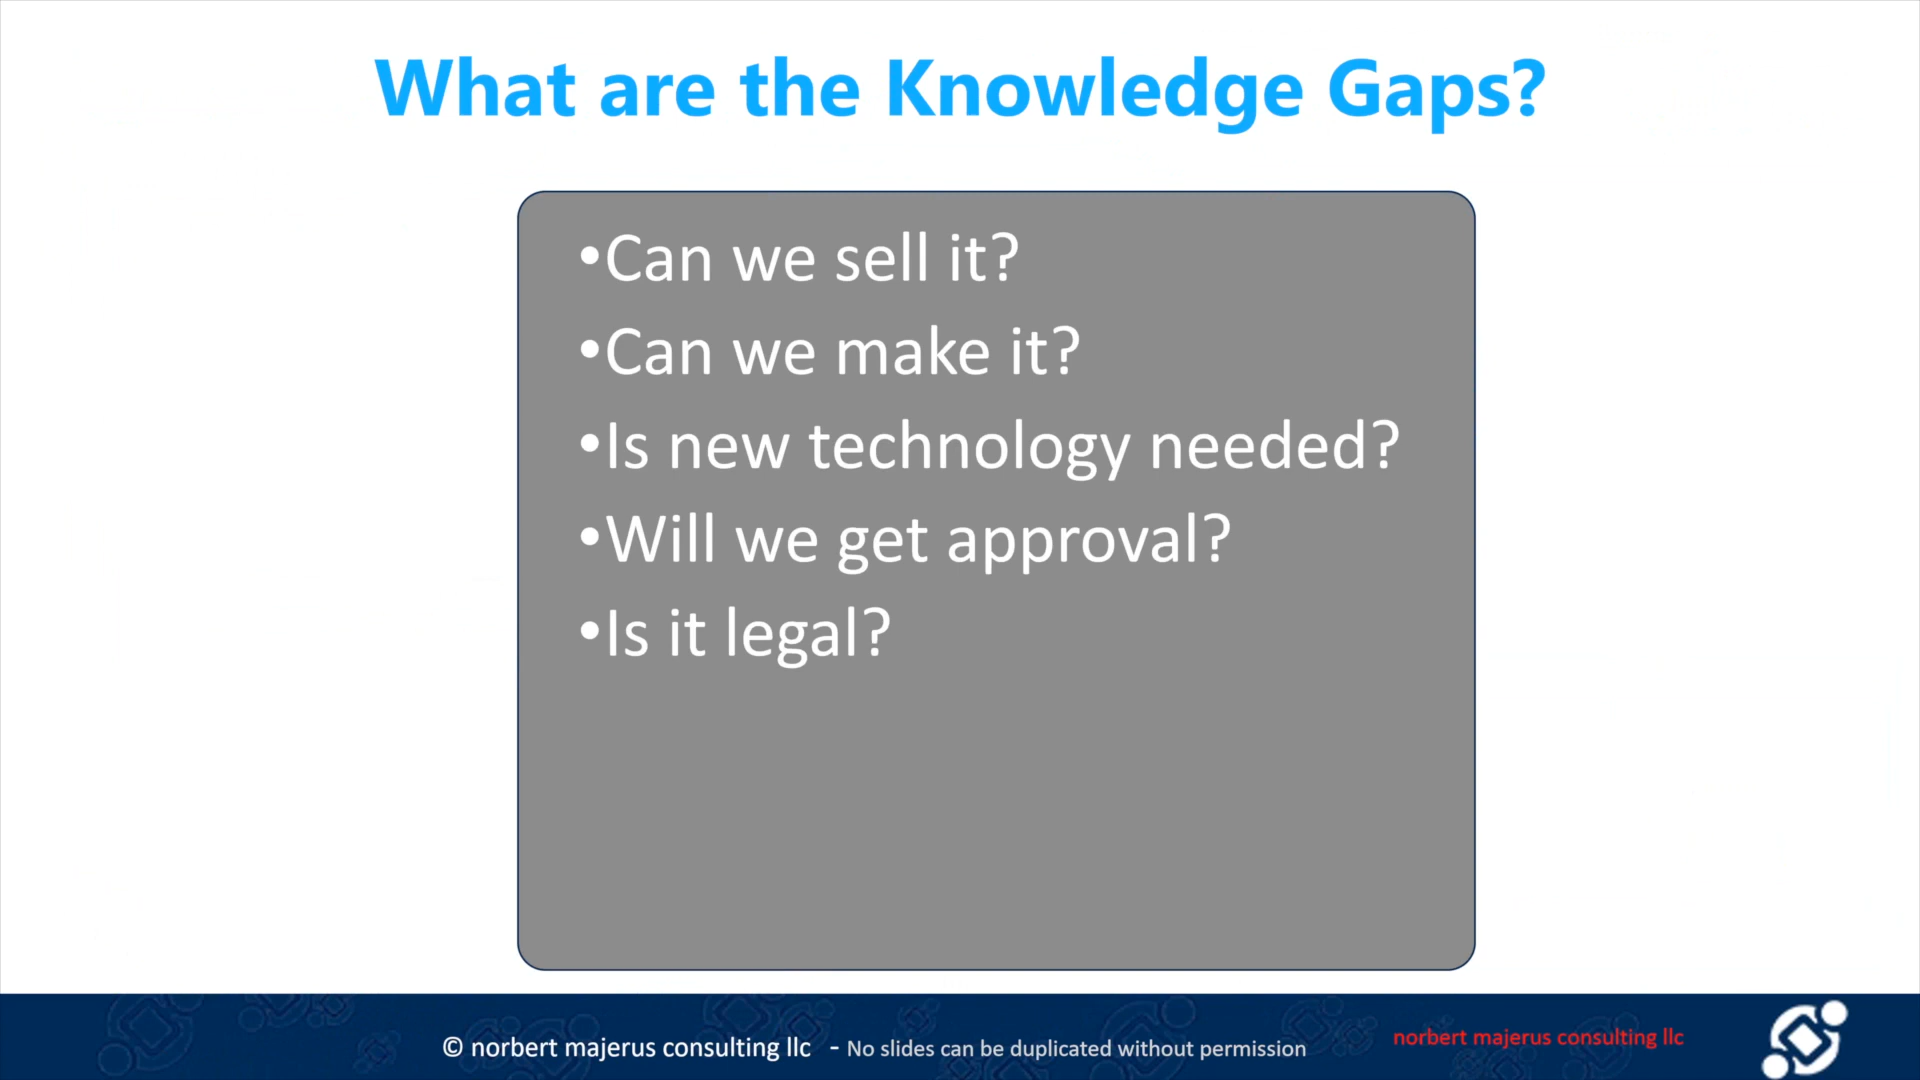 What are the Knowledge Gaps?
•Can we sell it?
•Can we make it?
•Is new technology needed?
•Will we get approval?
•Is it legal?
© norbert majerus consulting llc - No slides can be duplicated without permission
norbert majerus consulting llc